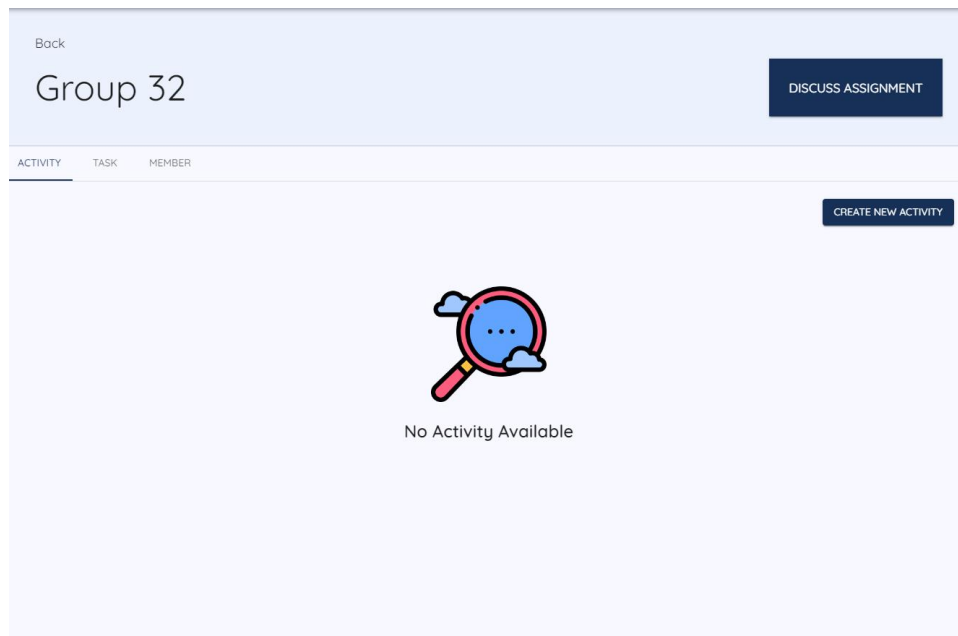 Back
Group 32
DISCUSS ASSIGNMENT
ACTIVITY TASK MEMBER
CREATE NEW ACTIVITY
No Activity Available